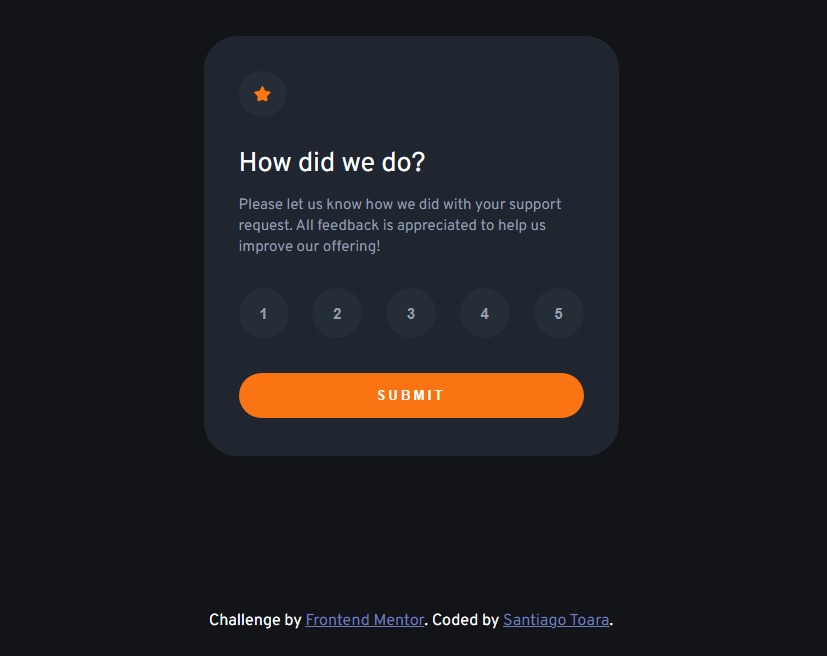 How did we do?
Please let us know how we did with your support
request. All feedback is appreciated to help us
improve our offering!
1 2 3 4 5
SUBMIT
Challenge by Frontend Mentor. Coded by Santiago Toara.